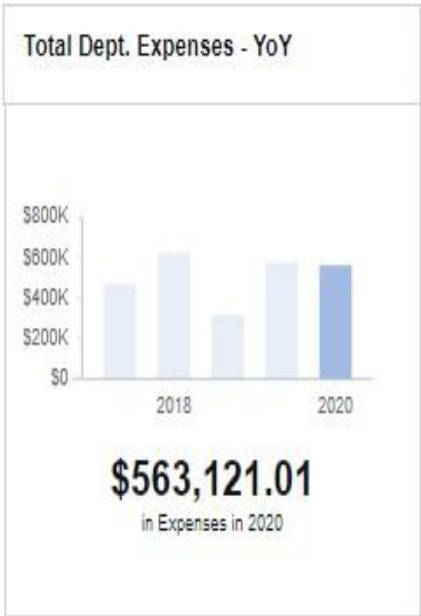 Total Dept. Expenses - YoY
$800K
$600K
$400K
$200K
$0
2018 2020
$563,121.01
in Expenses in 2020